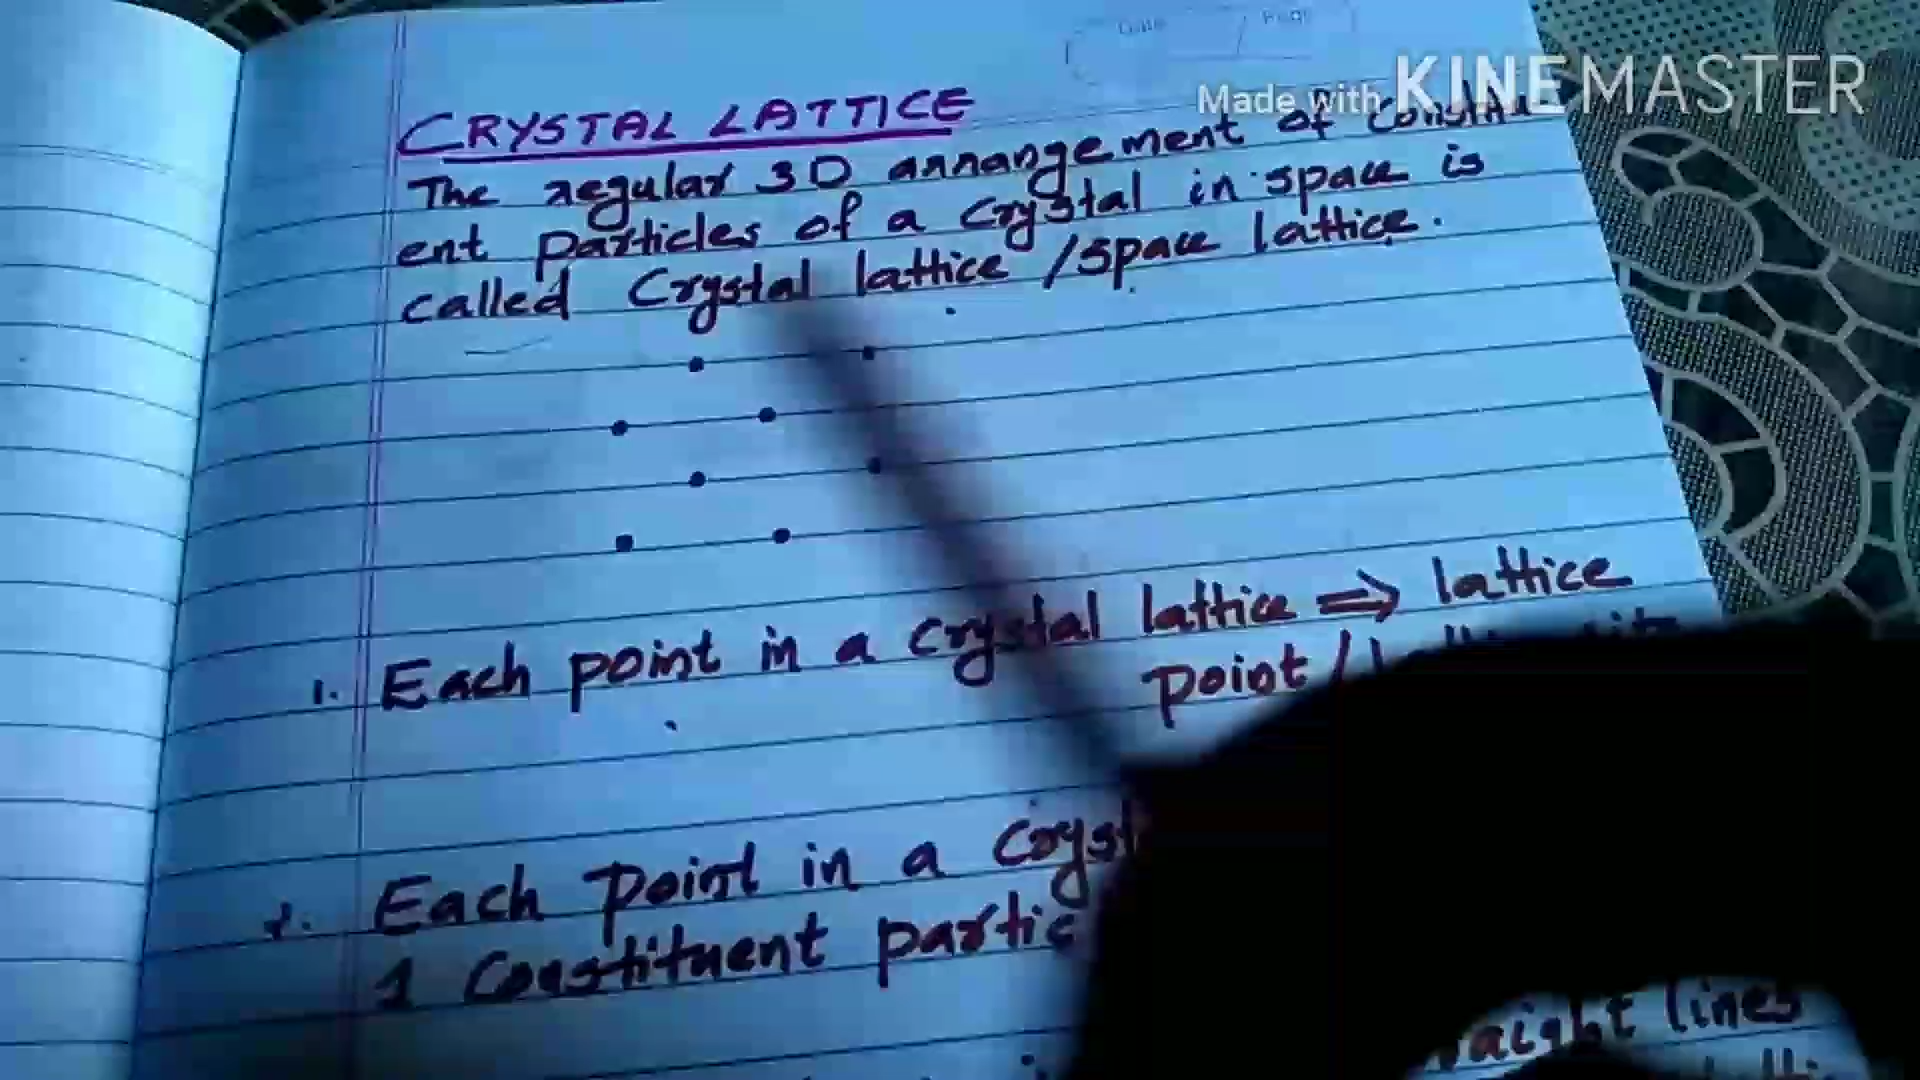 Date Page
Made with KINEMASTER
CRYSTAL LATTICE
The regular 3D arrangement of constitu
ent particles of a crystal in space is
called Crystal lattice / space lattice.
1. Each point in a crystal lattice ⇒ lattice
point /
2. Each point in a
1 Constituent
lines